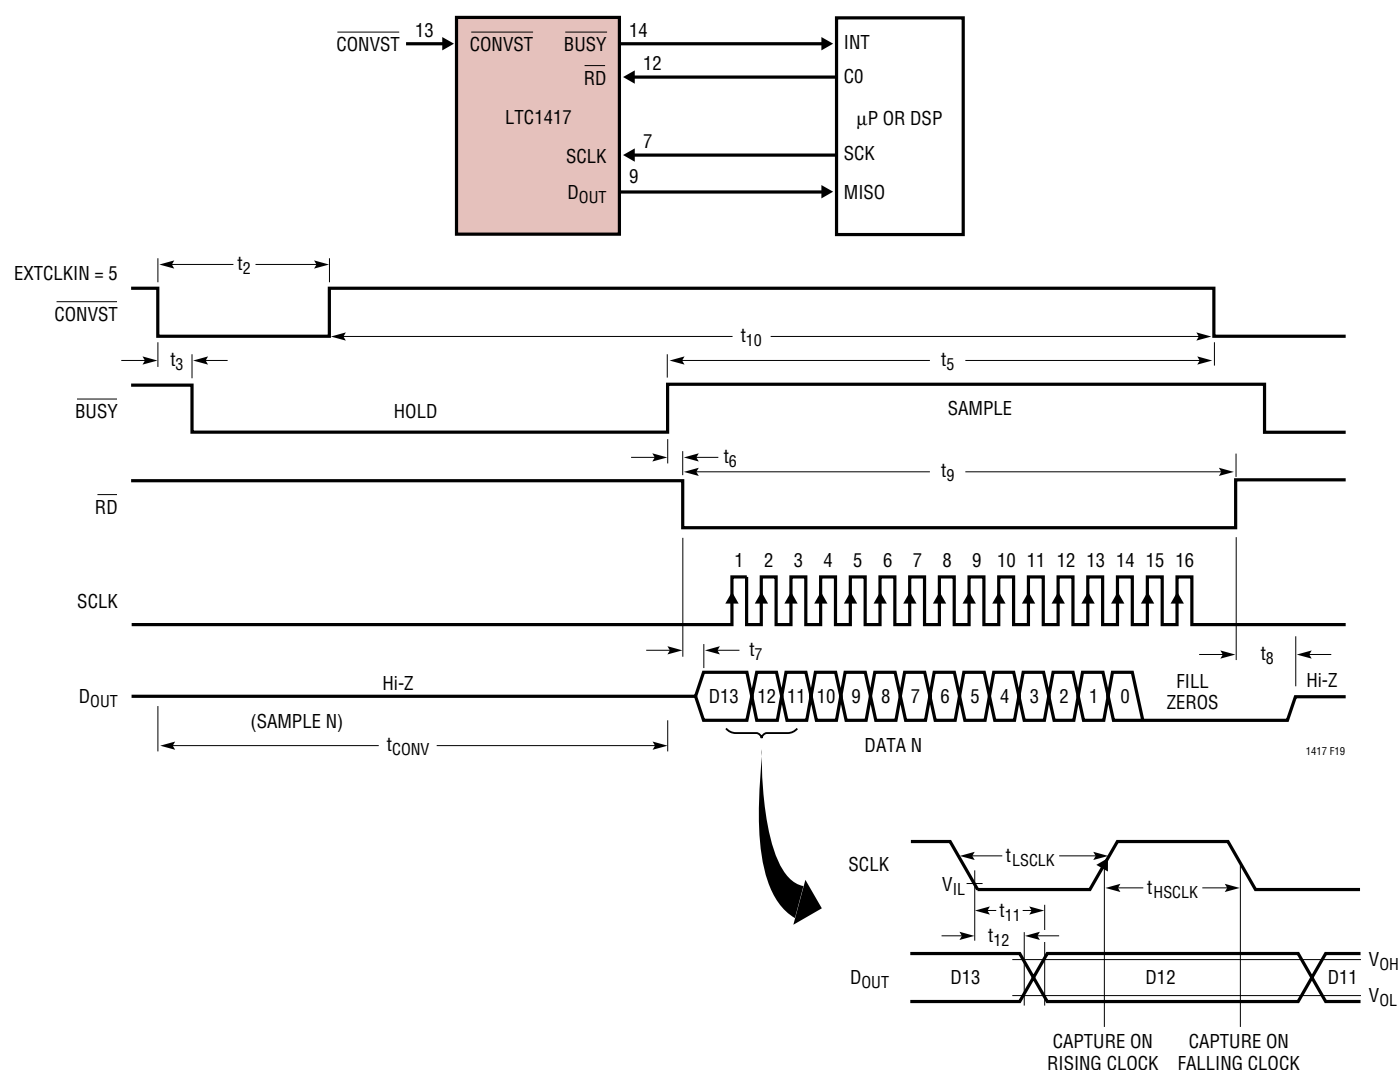 CONVST 13
CONVST BUSY 14 INT
RD 12 C0
LTC1417 µP OR DSP
SCLK 7 SCK
DOUT 9 MISO
EXTCLKIN = 5
t2
CONVST
t10
t3
t5
BUSY HOLD SAMPLE
t6
t9
RD
1 2 3 4 5 6 7 8 9 10 11 12 13 14 15 16
SCLK
t7
t8
DOUT Hi-Z D13 12 11 10 9 8 7 6 5 4 3 2 1 0 FILL ZEROS Hi-Z
(SAMPLE N)
tCONV
DATA N
1417 F19
SCLK
tLSCLK
VIL
tHSCLK
t11
t12
VOH
DOUT D13 D12 D11
VOL
CAPTURE ON RISING CLOCK
CAPTURE ON FALLING CLOCK